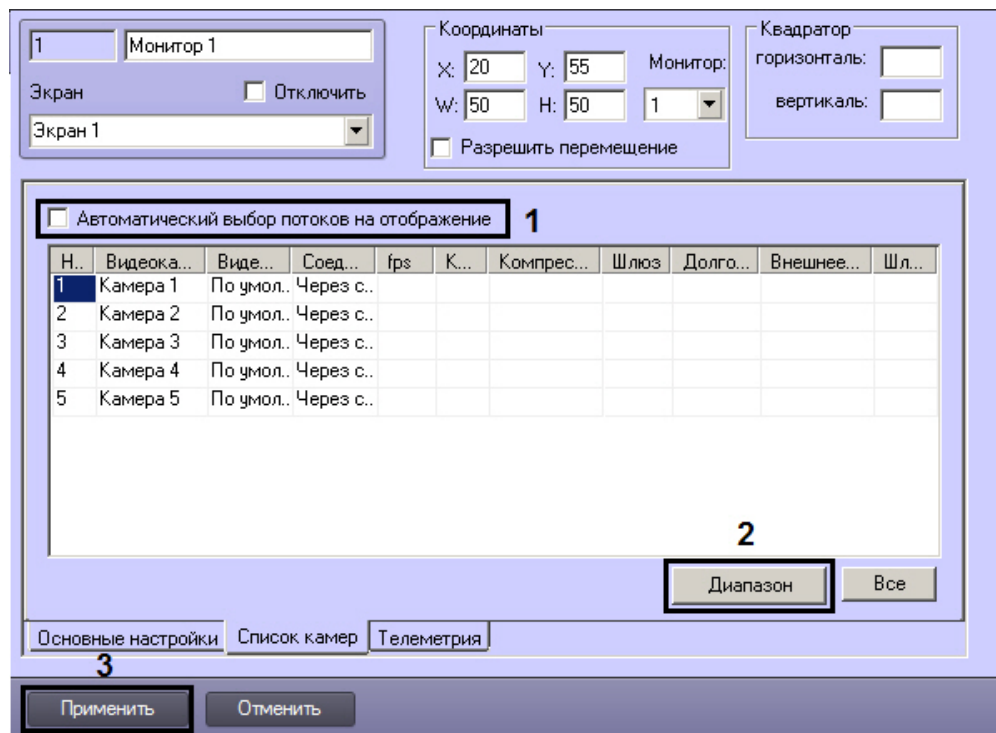 1 Монитор 1
Экран Отключить
Экран 1
Координаты
X: 20 Y: 55 Монитор:
W: 50 H: 50 1
Разрешить перемещение
Квадратор
горизонталь:
вертикаль:
Автоматический выбор потоков на отображение 1
Н.. Видеока... Виде... Соед... fps К... Компрес... Шлюз Долго... Внешнее... Шл...
1 Камера 1 По умол.. Через с..
2 Камера 2 По умол.. Через с..
3 Камера 3 По умол.. Через с..
4 Камера 4 По умол.. Через с..
5 Камера 5 По умол.. Через с..
2
Диапазон Все
Основные настройки Список камер Телеметрия
3
Применить Отменить